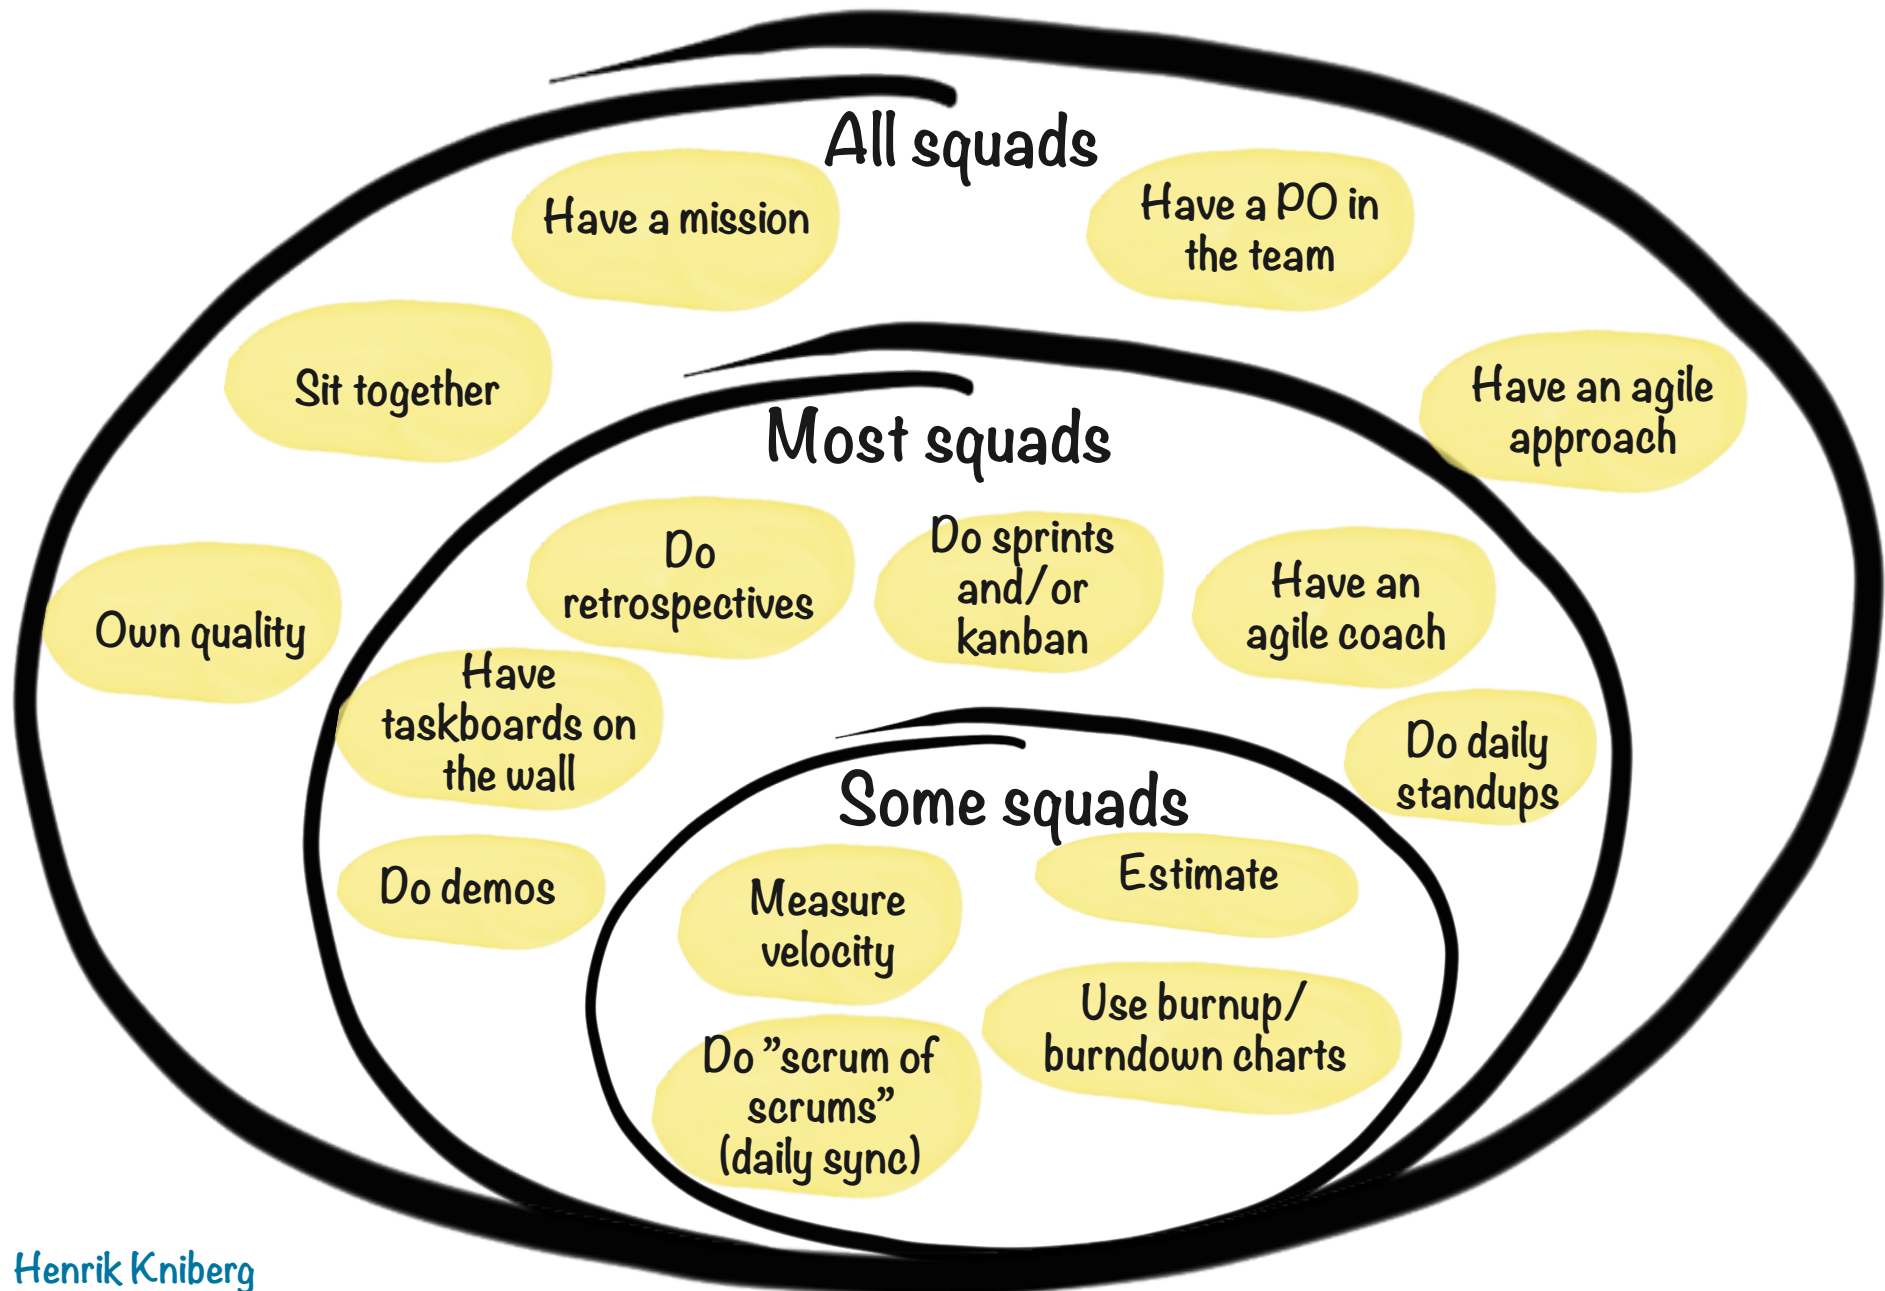 All squads
Have a mission
Have a PO in
the team
Sit together
Have an agile
approach
Own quality
Most squads
Do
retrospectives
Do sprints
and/or
kanban
Have an
agile coach
Have
taskboards on
the wall
Do daily
standups
Do demos
Some squads
Measure
velocity
Estimate
Use burnup/
burndown charts
Do ”scrum of
scrums”
(daily sync)
Henrik Kniberg